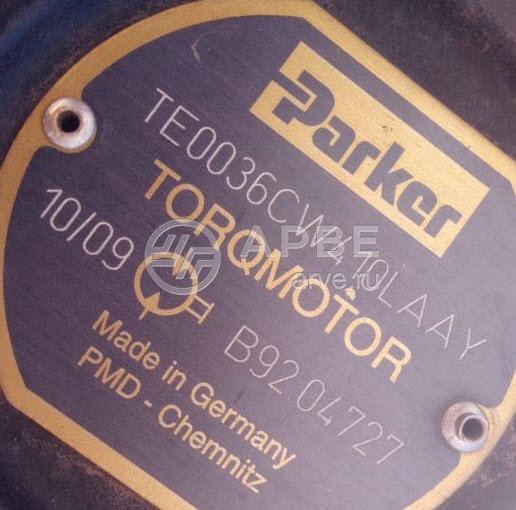 Parker
TE0036CW410LAAY
TORQMOTOR
10/09
B92.04727
Made in Germany
PMD - Chemnitz
АРВЕ
arve.ru